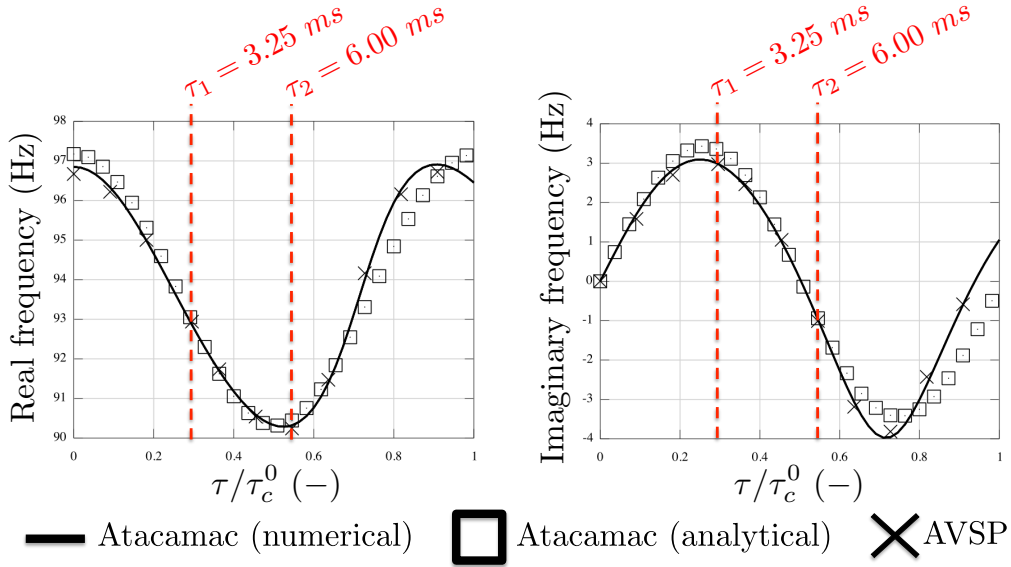 τ₁ = 3.25 ms
τ₂ = 6.00 ms
Real frequency (Hz)
98
97
96
95
94
93
92
91
90
0 0.2 0.4 0.6 0.8 1
τ/τ_c^0 (−)
τ₁ = 3.25 ms
τ₂ = 6.00 ms
Imaginary frequency (Hz)
4
3
2
1
0
-1
-2
-3
-4
0 0.2 0.4 0.6 0.8 1
τ/τ_c^0 (−)
Atacamac (numerical) Atacamac (analytical) AVSP